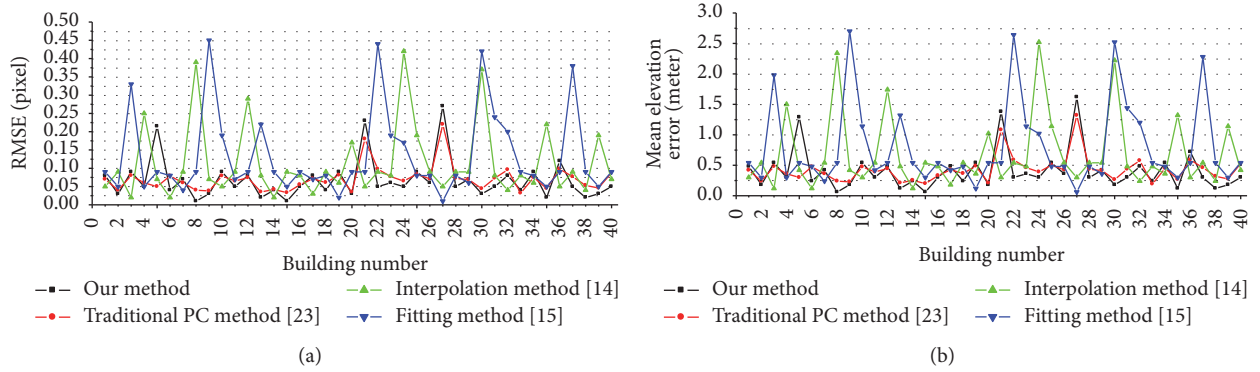 0.50
0.45
0.40
0.35
0.30
0.25
0.20
0.15
0.10
0.05
0.00
RMSE (pixel)
0 2 4 6 8 10 12 14 16 18 20 22 24 26 28 30 32 34 36 38 40
Building number
Our method
Interpolation method [14]
Traditional PC method [23]
Fitting method [15]
(a)
3.0
2.5
2.0
1.5
1.0
0.5
0.0
Mean elevation
error (meter)
0 2 4 6 8 10 12 14 16 18 20 22 24 26 28 30 32 34 36 38 40
Building number
Our method
Interpolation method [14]
Traditional PC method [23]
Fitting method [15]
(b)